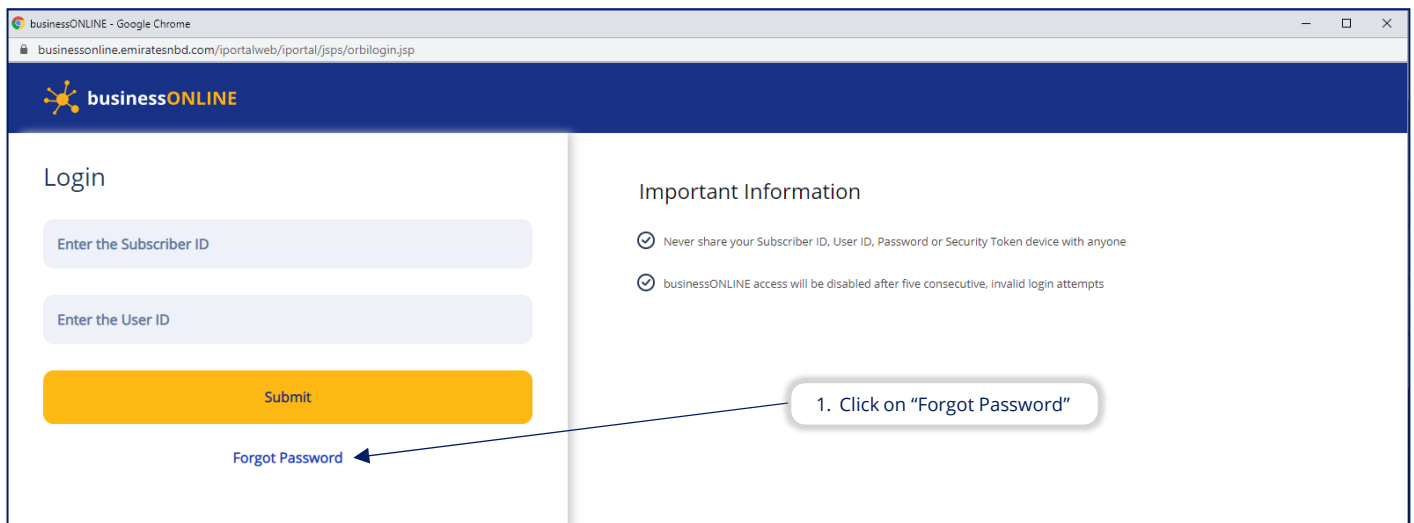 businessONLINE - Google Chrome
businessonline.emiratesnbd.com/iportalweb/iportal/jsps/orbilogin.jsp
businessONLINE
Login
Enter the Subscriber ID
Enter the User ID
Submit
Forgot Password
Important Information
Never share your Subscriber ID, User ID, Password or Security Token device with anyone
businessONLINE access will be disabled after five consecutive, invalid login attempts
1. Click on “Forgot Password”